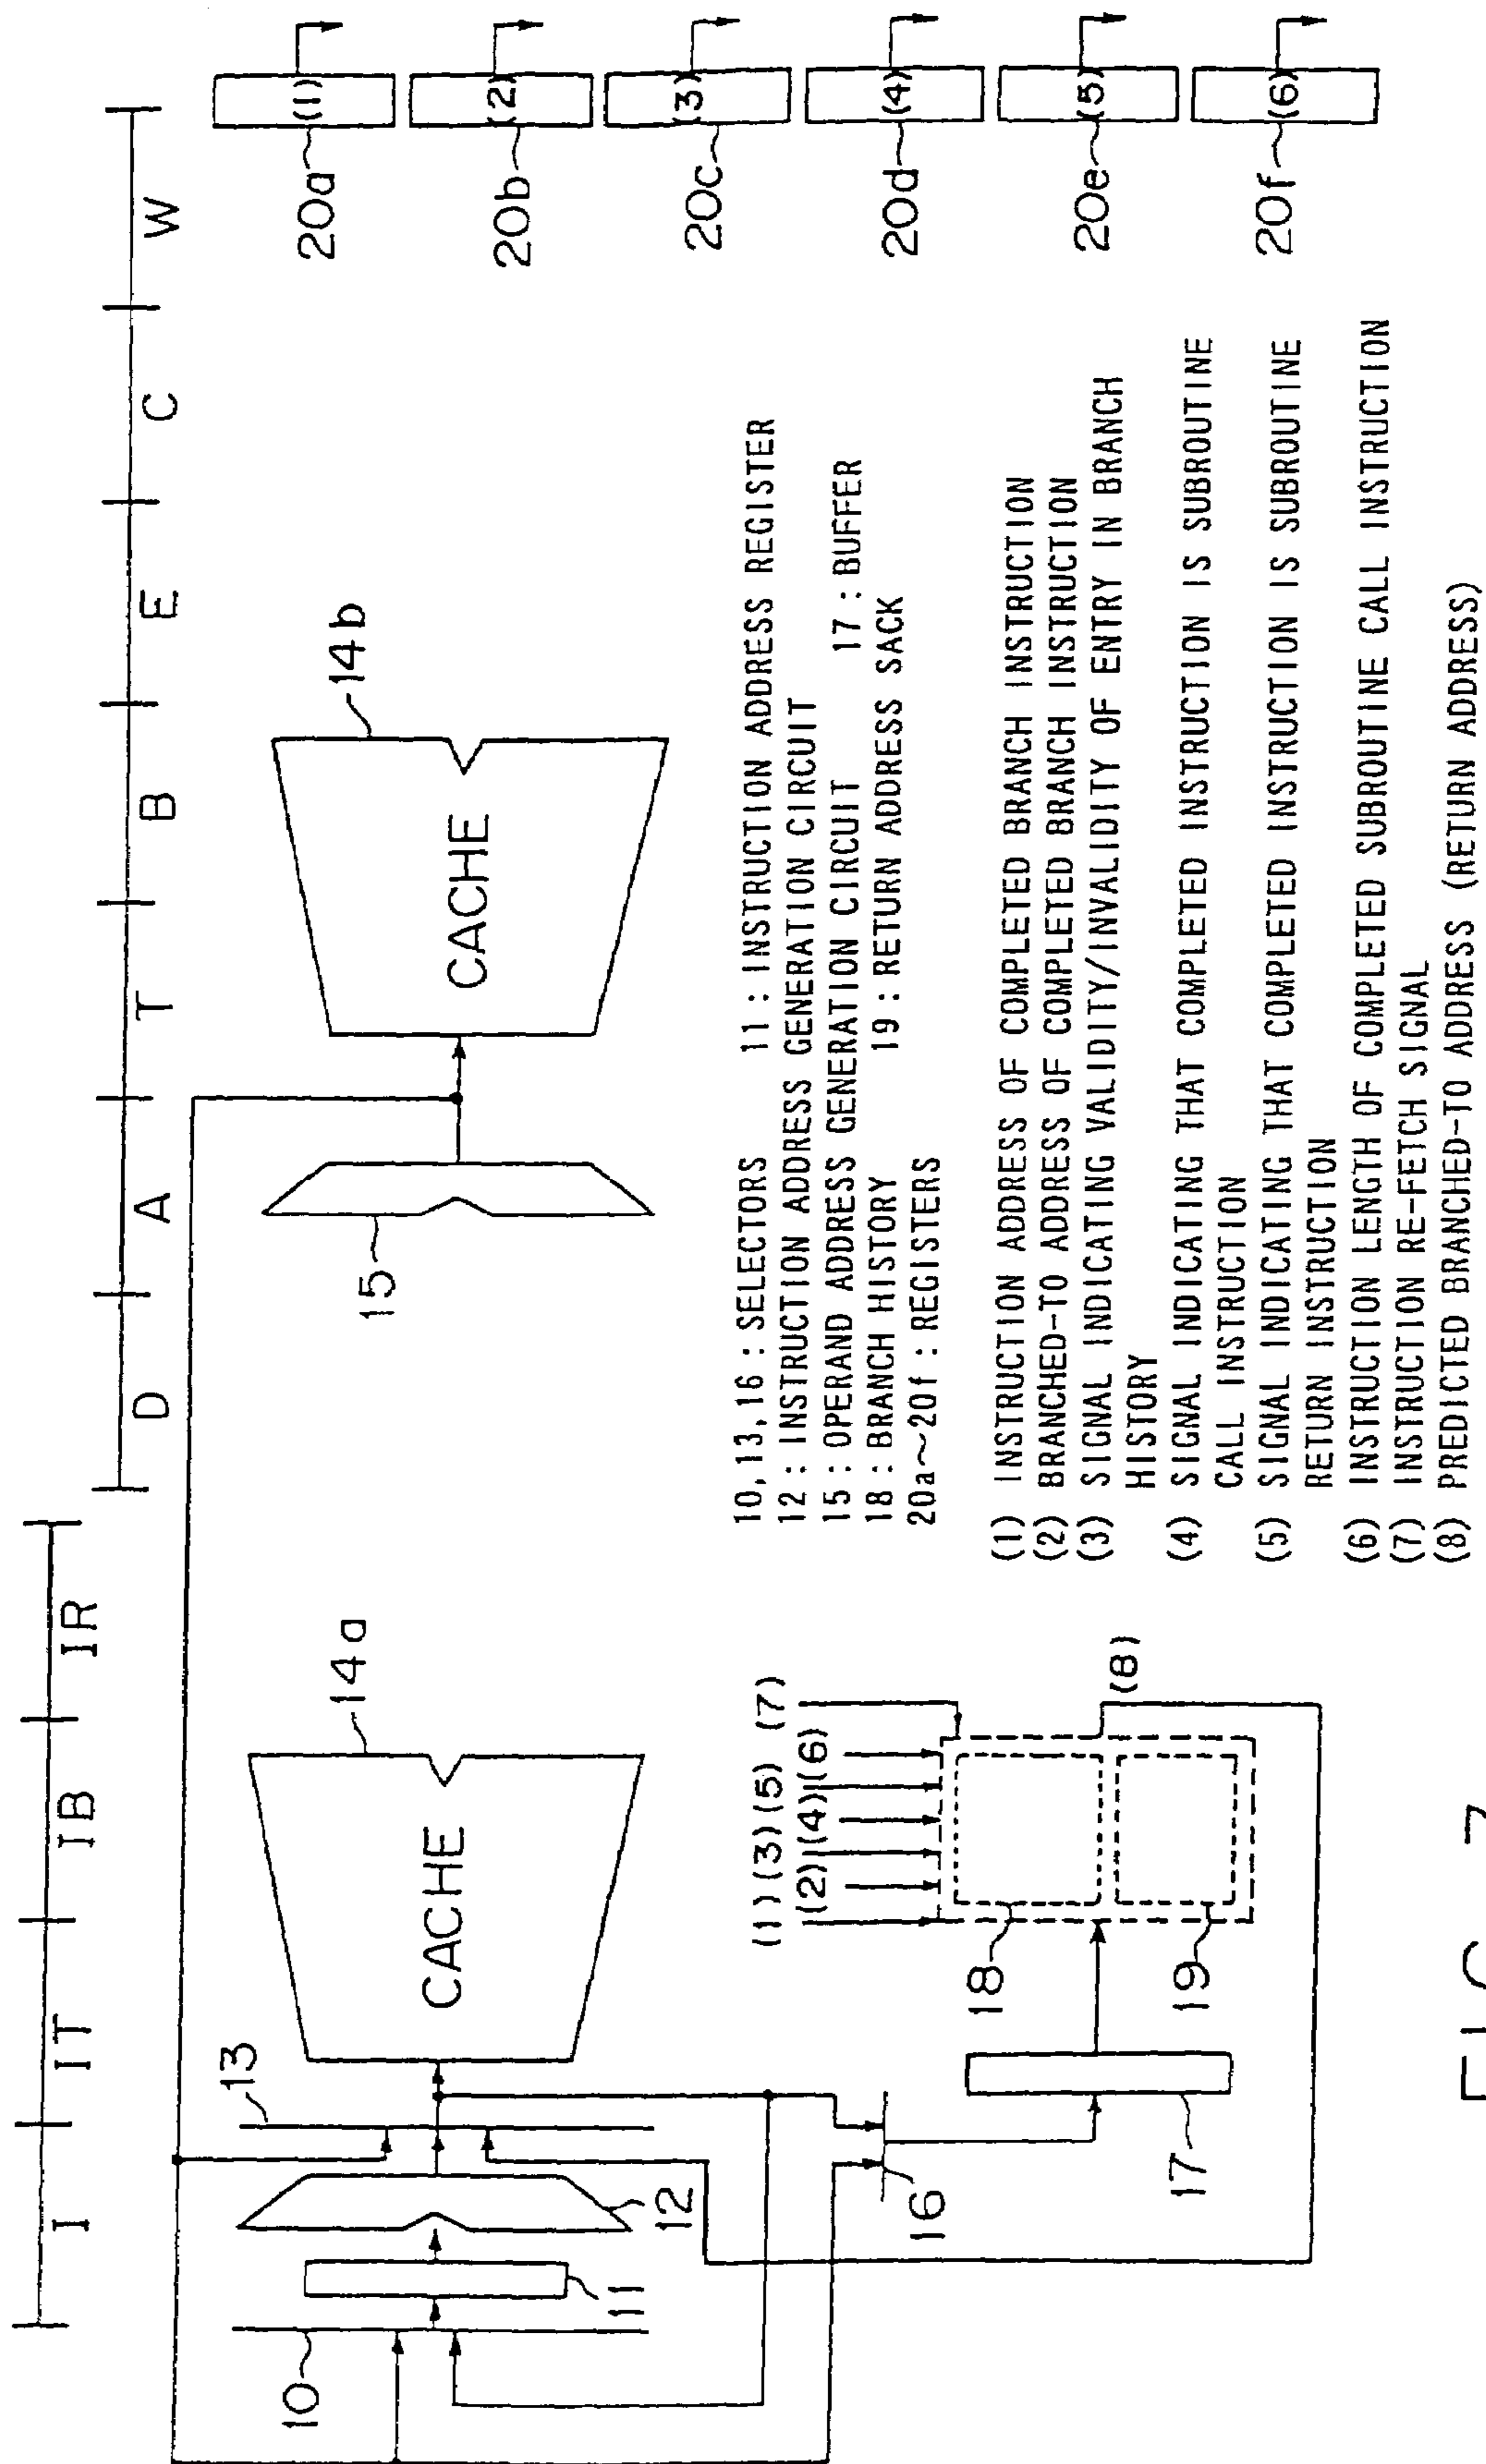 I IT IB IR
D A T B E C W
10
11
12
13
CACHE
14a
15
CACHE
14b
16
17
18
19
(1) (3) (5) (7)
(2) (4) (6)
(8)
20a (1)
20b (2)
20c (3)
20d (4)
20e (5)
20f (6)
10,13,16 : SELECTORS 11 : INSTRUCTION ADDRESS REGISTER
12 : INSTRUCTION ADDRESS GENERATION CIRCUIT
15 : OPERAND ADDRESS GENERATION CIRCUIT 17 : BUFFER
18 : BRANCH HISTORY 19 : RETURN ADDRESS SACK
20a~20f : REGISTERS
(1) INSTRUCTION ADDRESS OF COMPLETED BRANCH INSTRUCTION
(2) BRANCHED-TO ADDRESS OF COMPLETED BRANCH INSTRUCTION
(3) SIGNAL INDICATING VALIDITY/INVALIDITY OF ENTRY IN BRANCH
HISTORY
(4) SIGNAL INDICATING THAT COMPLETED INSTRUCTION IS SUBROUTINE
CALL INSTRUCTION
(5) SIGNAL INDICATING THAT COMPLETED INSTRUCTION IS SUBROUTINE
RETURN INSTRUCTION
(6) INSTRUCTION LENGTH OF COMPLETED SUBROUTINE CALL INSTRUCTION
(7) INSTRUCTION RE-FETCH SIGNAL
(8) PREDICTED BRANCHED-TO ADDRESS (RETURN ADDRESS)